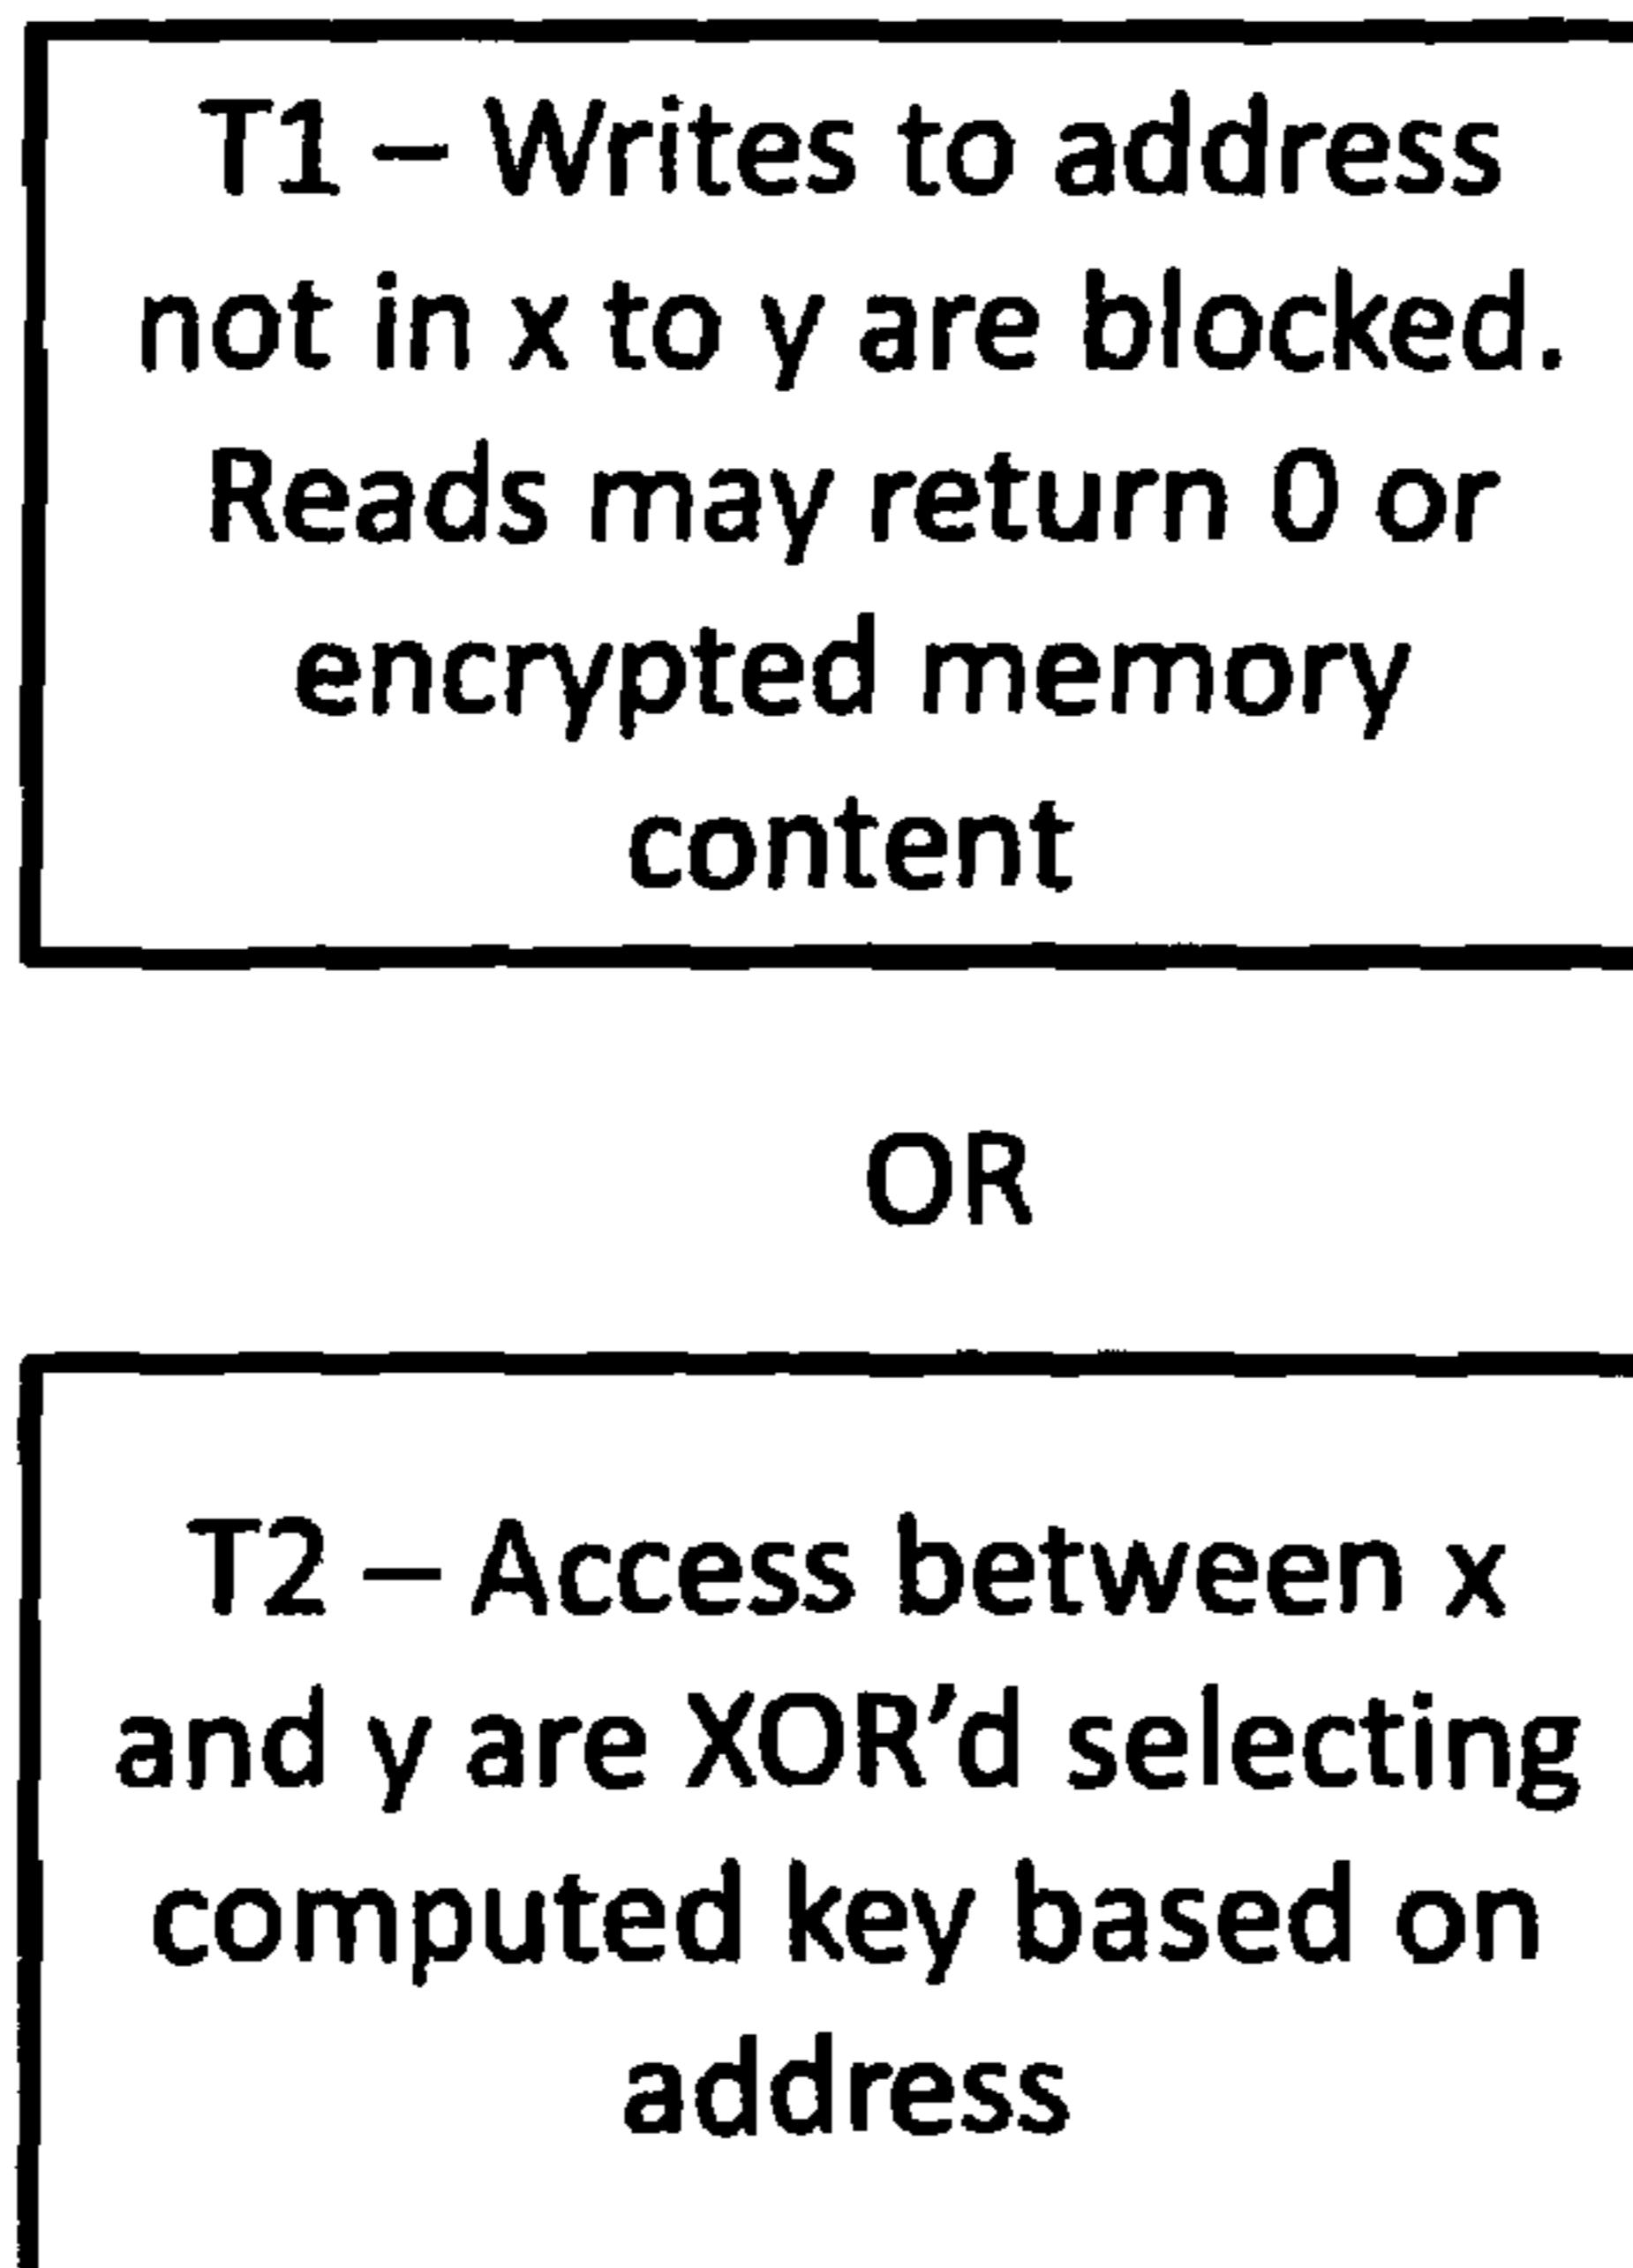 T1 – Writes to address
not in x to y are blocked.
Reads may return 0 or
encrypted memory
content
OR
T2 – Access between x
and y are XOR’d selecting
computed key based on
address